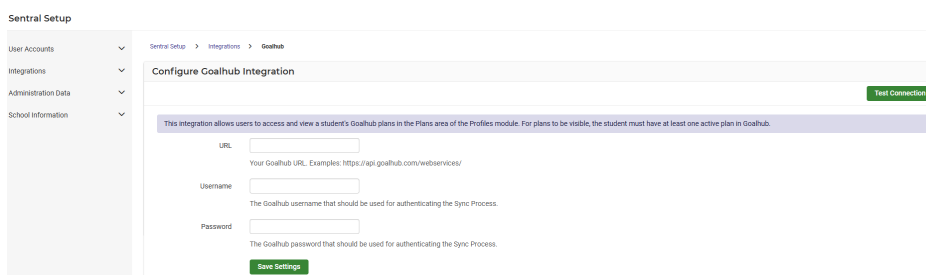 Sentral Setup
User Accounts
Integrations
Administration Data
School Information
Sentral Setup > Integrations > Goalhub
Configure Goalhub Integration
Test Connection
This integration allows users to access and view a student's Goalhub plans in the Plans area of the Profiles module. For plans to be visible, the student must have at least one active plan in Goalhub.
URL
Your Goalhub URL. Examples: https://api.goalhub.com/webservices/
Username
The Goalhub username that should be used for authenticating the Sync Process.
Password
The Goalhub password that should be used for authenticating the Sync Process.
Save Settings